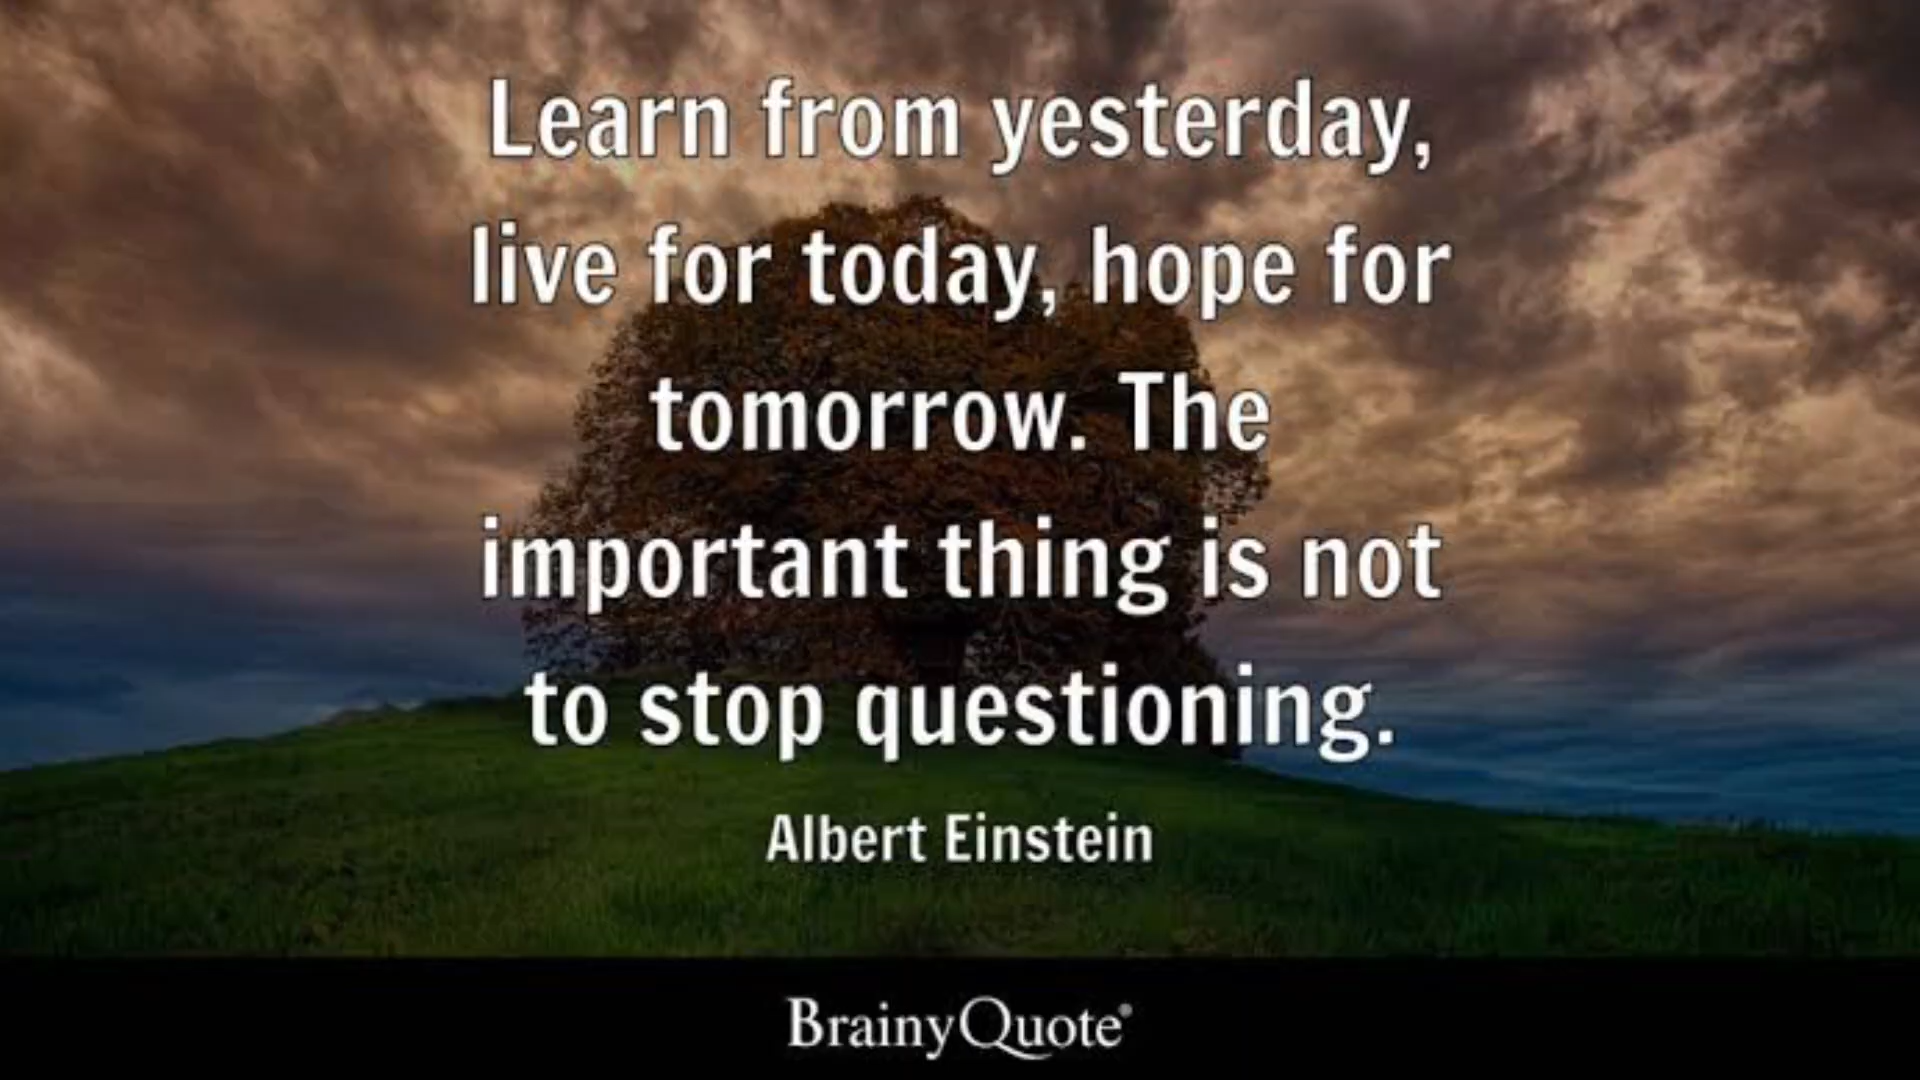 Learn from yesterday,
live for today, hope for
tomorrow. The
important thing is not
to stop questioning.
Albert Einstein
BrainyQuote®